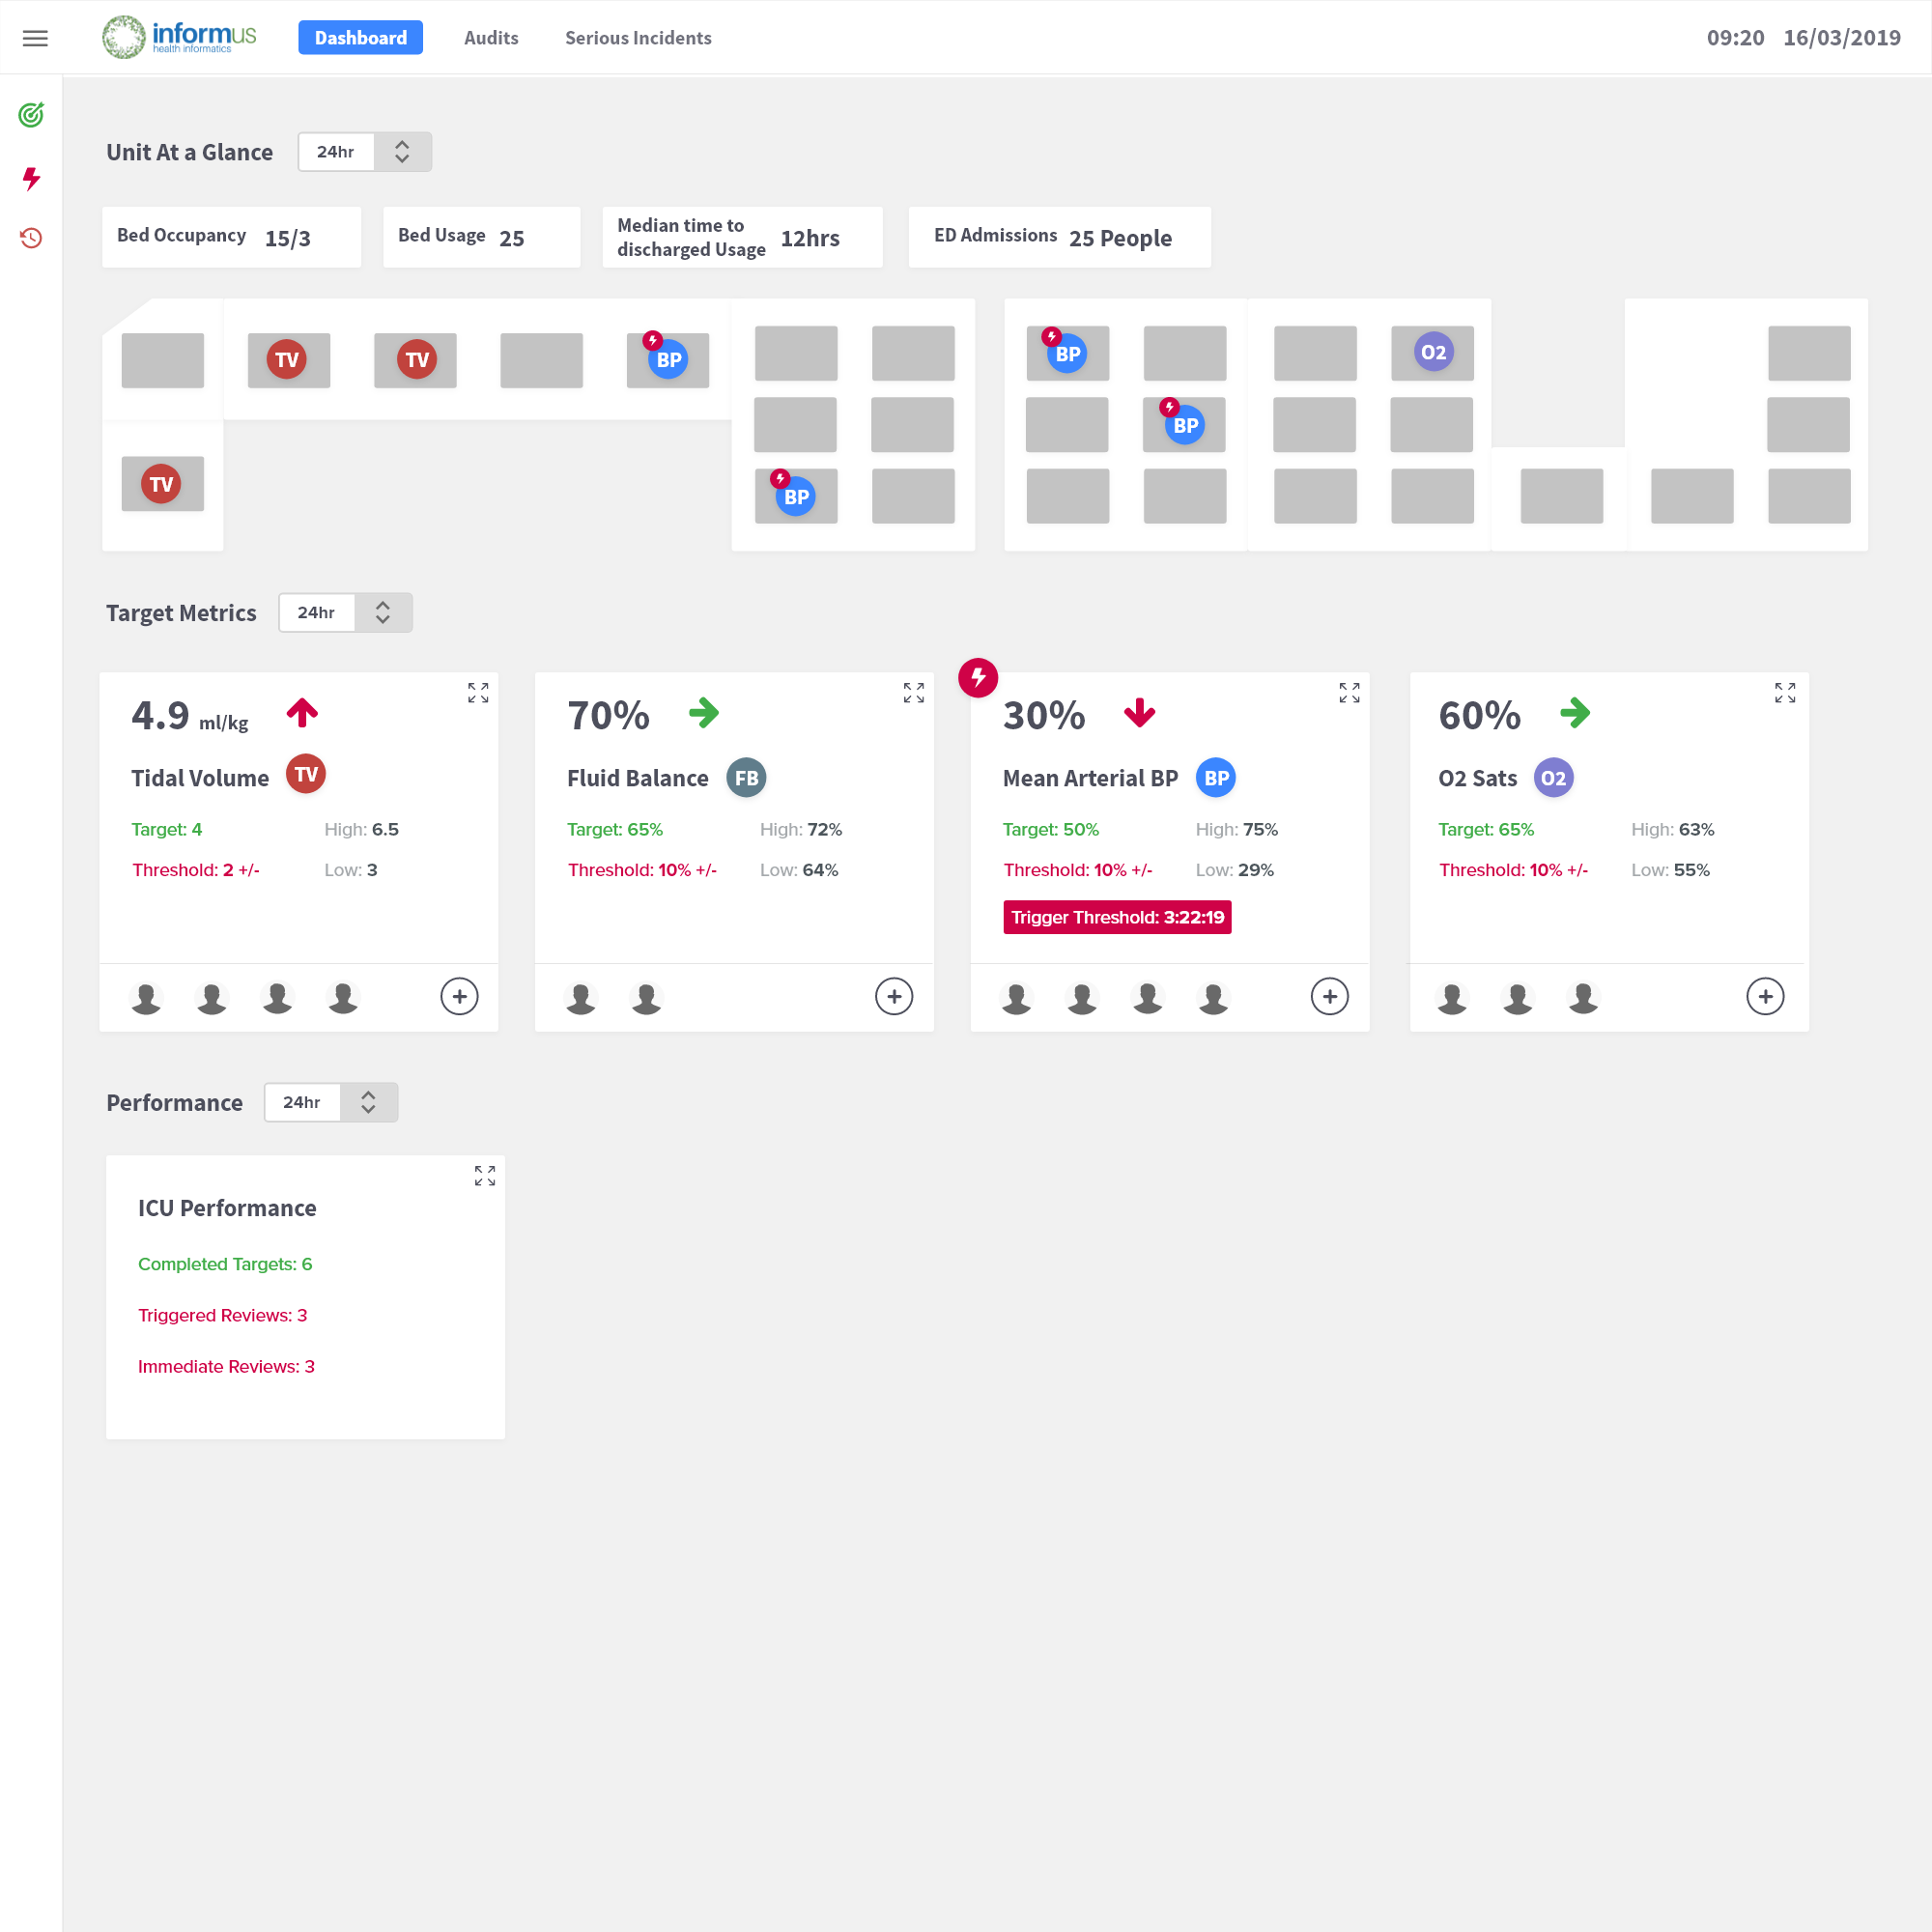 informus
health informatics
Dashboard
Audits
Serious Incidents
09:20 16/03/2019
Unit At a Glance
24hr
Bed Occupancy 15/3
Bed Usage 25
Median time to
discharged Usage 12hrs
ED Admissions 25 People
TV
TV
BP
BP
O2
BP
TV
BP
Target Metrics
24hr
4.9 ml/kg
Tidal Volume TV
Target: 4
High: 6.5
Threshold: 2 +/-
Low: 3
70%
Fluid Balance FB
Target: 65%
High: 72%
Threshold: 10% +/-
Low: 64%
30%
Mean Arterial BP BP
Target: 50%
High: 75%
Threshold: 10% +/-
Low: 29%
Trigger Threshold: 3:22:19
60%
O2 Sats O2
Target: 65%
High: 63%
Threshold: 10% +/-
Low: 55%
Performance
24hr
ICU Performance
Completed Targets: 6
Triggered Reviews: 3
Immediate Reviews: 3